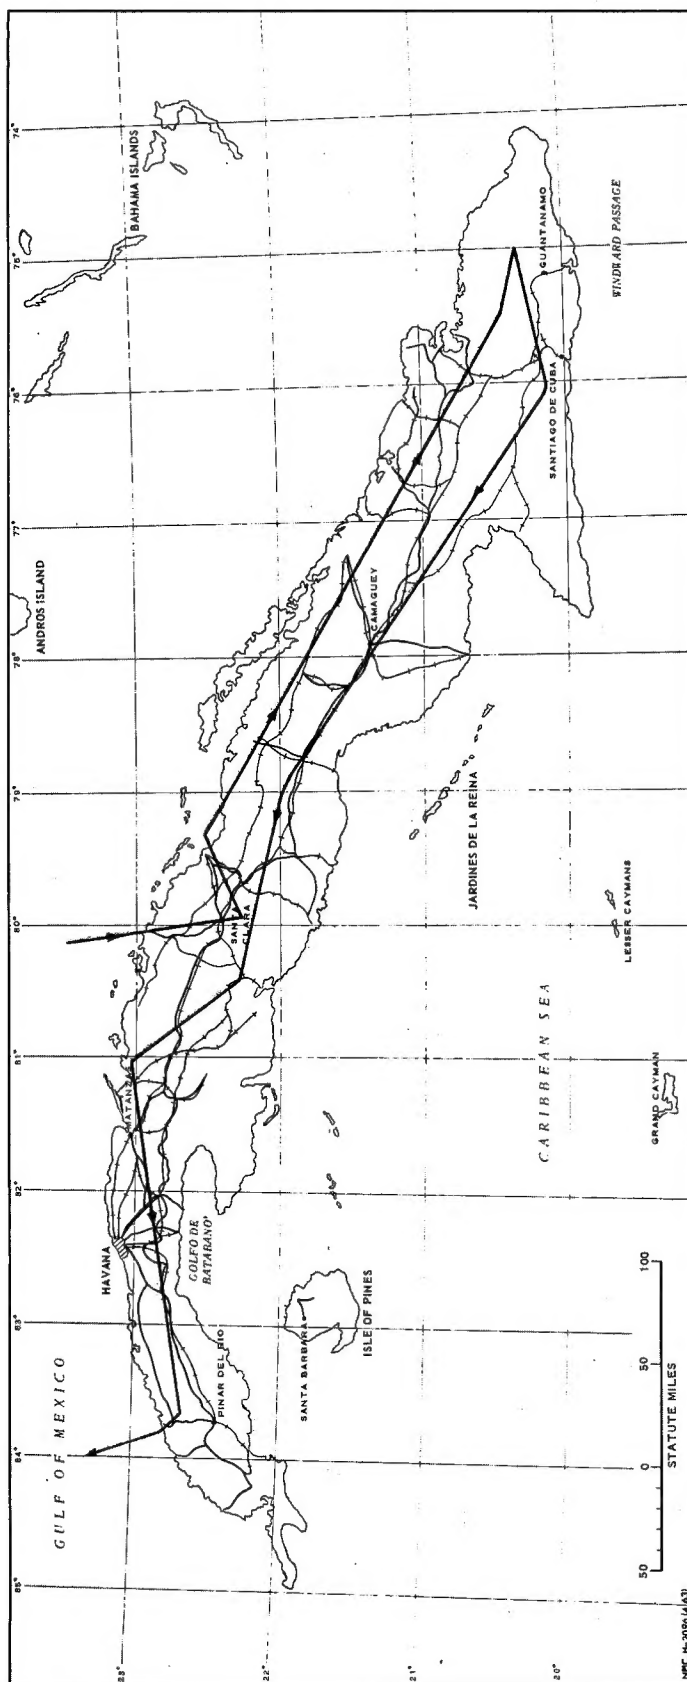 GULF OF MEXICO
HAVANA
MATANZAS
SANTA
CLARA
ANDROS ISLAND
BAHAMA ISLANDS
PINAR DEL RIO
GOLFO DE
BATABANO'
CAMAGUEY
SANTIAGO DE CUBA
GUANTANAMO
WINDWARD PASSAGE
SANTA BARBARA
ISLE OF PINES
CARIBBEAN SEA
JARDINES DE LA REINA
GRAND CAYMAN
LESSER CAYMANS
85°
84°
83°
82°
81°
80°
79°
78°
77°
76°
75°
74°
23°
22°
21°
20°
50 0 50 100
STATUTE MILES